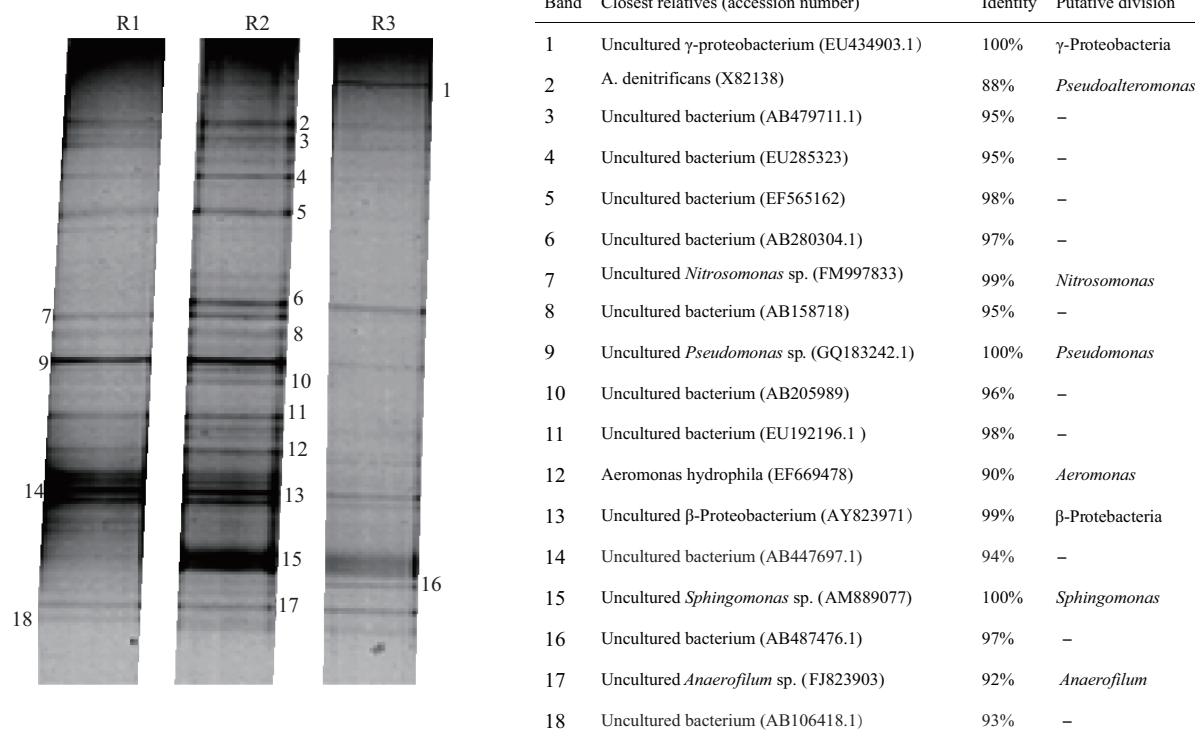 R1 R2 R3
1
2
3
4
5
6
7
8
9
10
11
12
14
13
15
16
17
18
Band Closest relatives (accession number) Identity Putative division
1 Uncultured γ-proteobacterium (EU434903.1) 100% γ-Proteobacteria
2 A. denitrificans (X82138) 88% Pseudoalteromonas
3 Uncultured bacterium (AB479711.1) 95% –
4 Uncultured bacterium (EU285323) 95% –
5 Uncultured bacterium (EF565162) 98% –
6 Uncultured bacterium (AB280304.1) 97% –
7 Uncultured Nitrosomonas sp. (FM997833) 99% Nitrosomonas
8 Uncultured bacterium (AB158718) 95% –
9 Uncultured Pseudomonas sp. (GQ183242.1) 100% Pseudomonas
10 Uncultured bacterium (AB205989) 96% –
11 Uncultured bacterium (EU192196.1 ) 98% –
12 Aeromonas hydrophila (EF669478) 90% Aeromonas
13 Uncultured β-Proteobacterium (AY823971) 99% β-Protebacteria
14 Uncultured bacterium (AB447697.1) 94% –
15 Uncultured Sphingomonas sp. (AM889077) 100% Sphingomonas
16 Uncultured bacterium (AB487476.1) 97% –
17 Uncultured Anaerofilum sp. (FJ823903) 92% Anaerofilum
18 Uncultured bacterium (AB106418.1) 93% –